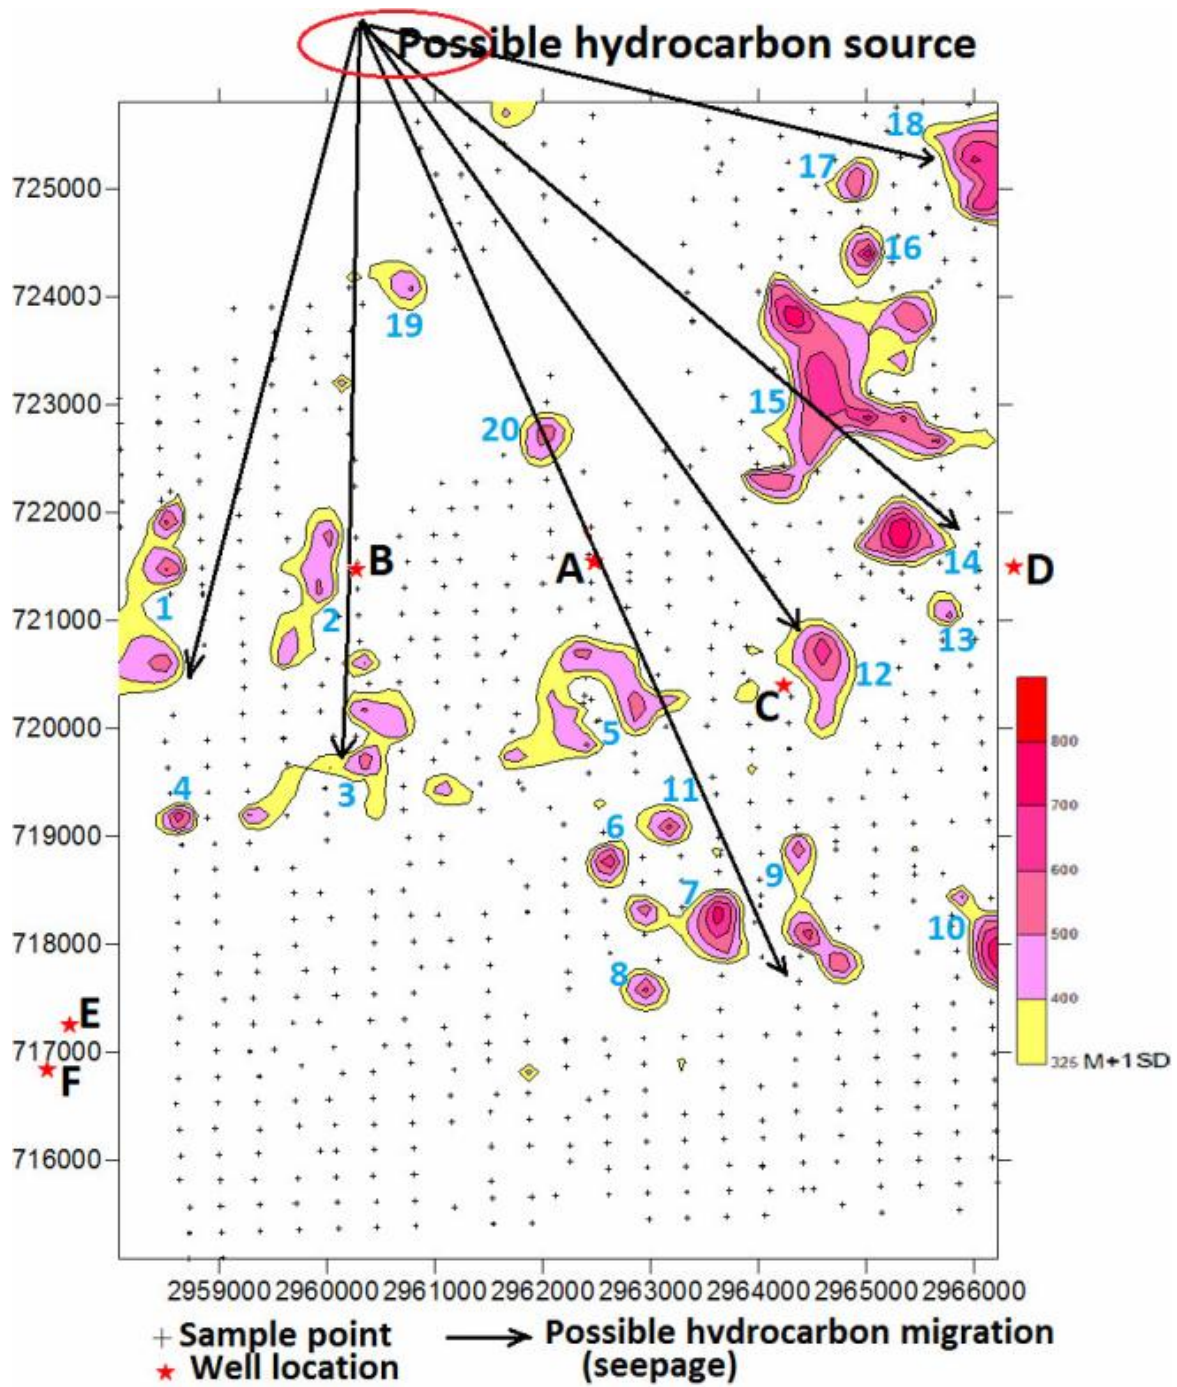 Possible hydrocarbon source
18
17
725000
16
724003
19
723000
15
20
722000
B
A
14
D
1
2
721000
13
12
C
720000
5
800
4
3
11
700
719000
6
9
600
7
10
500
718000
8
400
E
717000
325 M+1SD
F
716000
2959000 2960000 2961000 2962000 2963000 2964000 2965000 2966000
Sample point
Possible hvdrocarbon migration
Well location
(seepage)